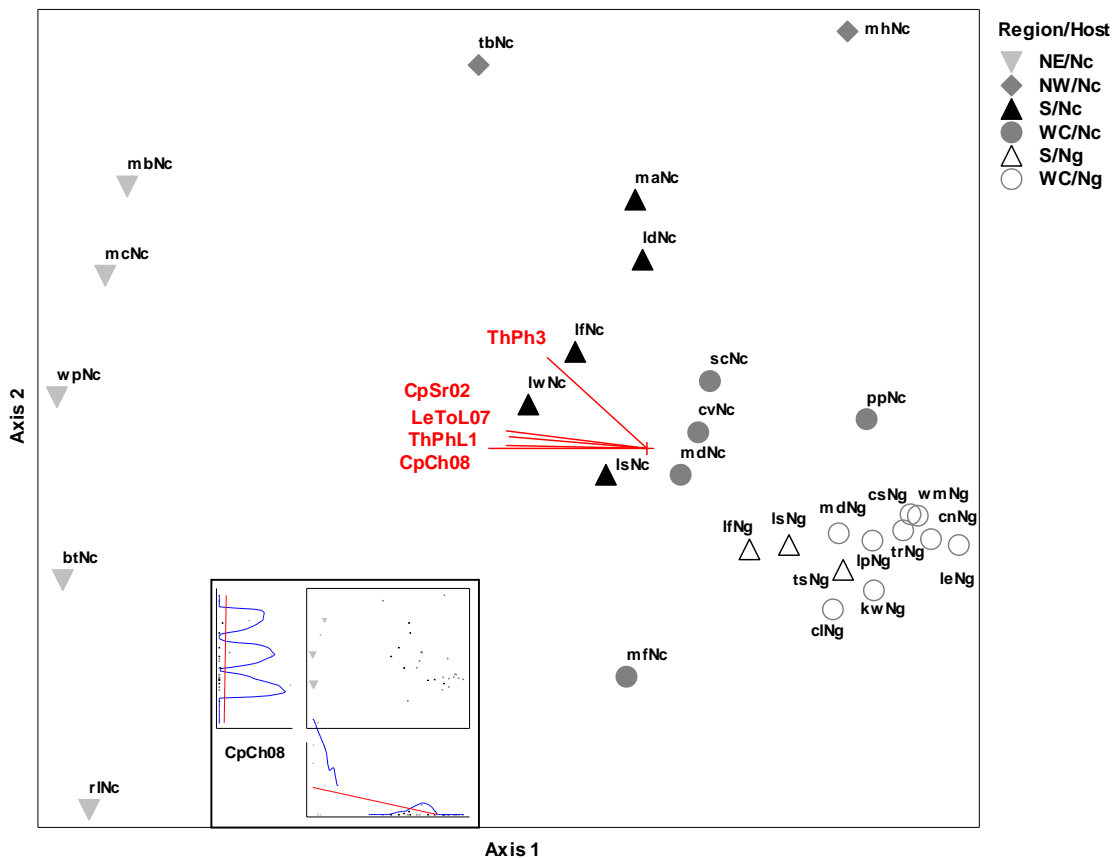 Region/Host
NE/Nc
NW/Nc
S/Nc
WC/Nc
S/Ng
WC/Ng
mhNc
tbNc
mbNc
maNc
mcNc
ldNc
ThPh3
lfNc
scNc
wpNc
CpSr02
lwNc
ppNc
LeToL07
cvNc
ThPhL1
CpCh08
lsNc
mdNc
csNg
wmNg
mdNg
cnNg
lfNg
lsNg
trNg
lpNg
leNg
tsNg
kwNg
clNg
btNc
mfNc
CpCh08
rlNc
Axis 2
Axis 1